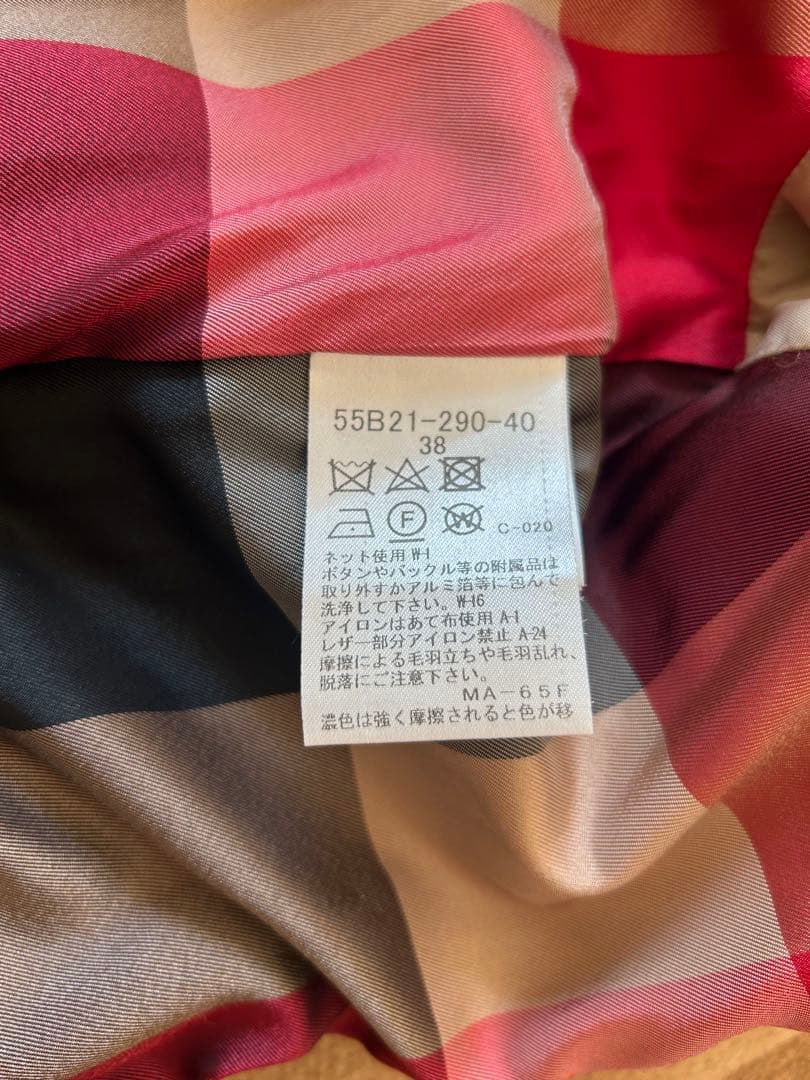 55B21-290-40
38
F W C-020
ネット使用 W-1
ボタンやバックル等の附属品は
取り外すかアルミ箔等に包んで
洗浄して下さい。W-16
アイロンはあて布使用 A-1
レザー部分アイロン禁止 A-24
摩擦による毛羽立ちや毛羽乱れ、
脱落にご注意下さい。
MA-65F
濃色は強く摩擦されると色が移